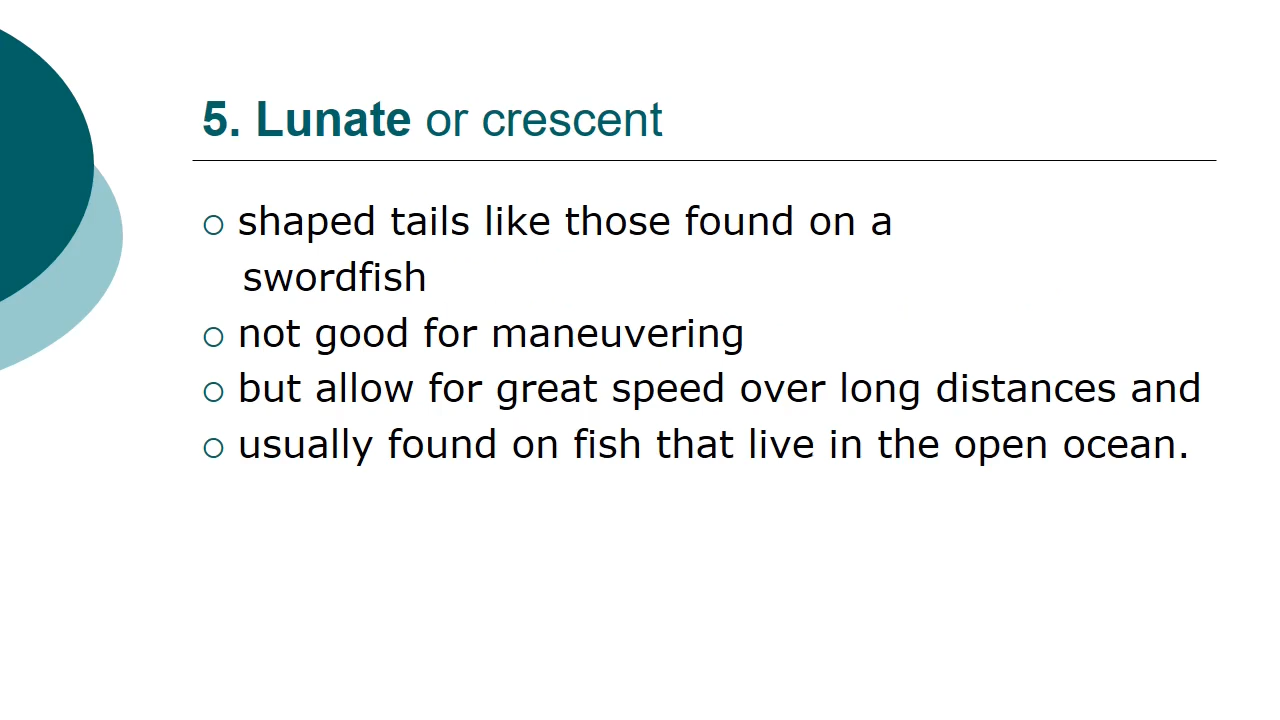 5. Lunate or crescent
shaped tails like those found on a
swordfish
not good for maneuvering
but allow for great speed over long distances and
usually found on fish that live in the open ocean.